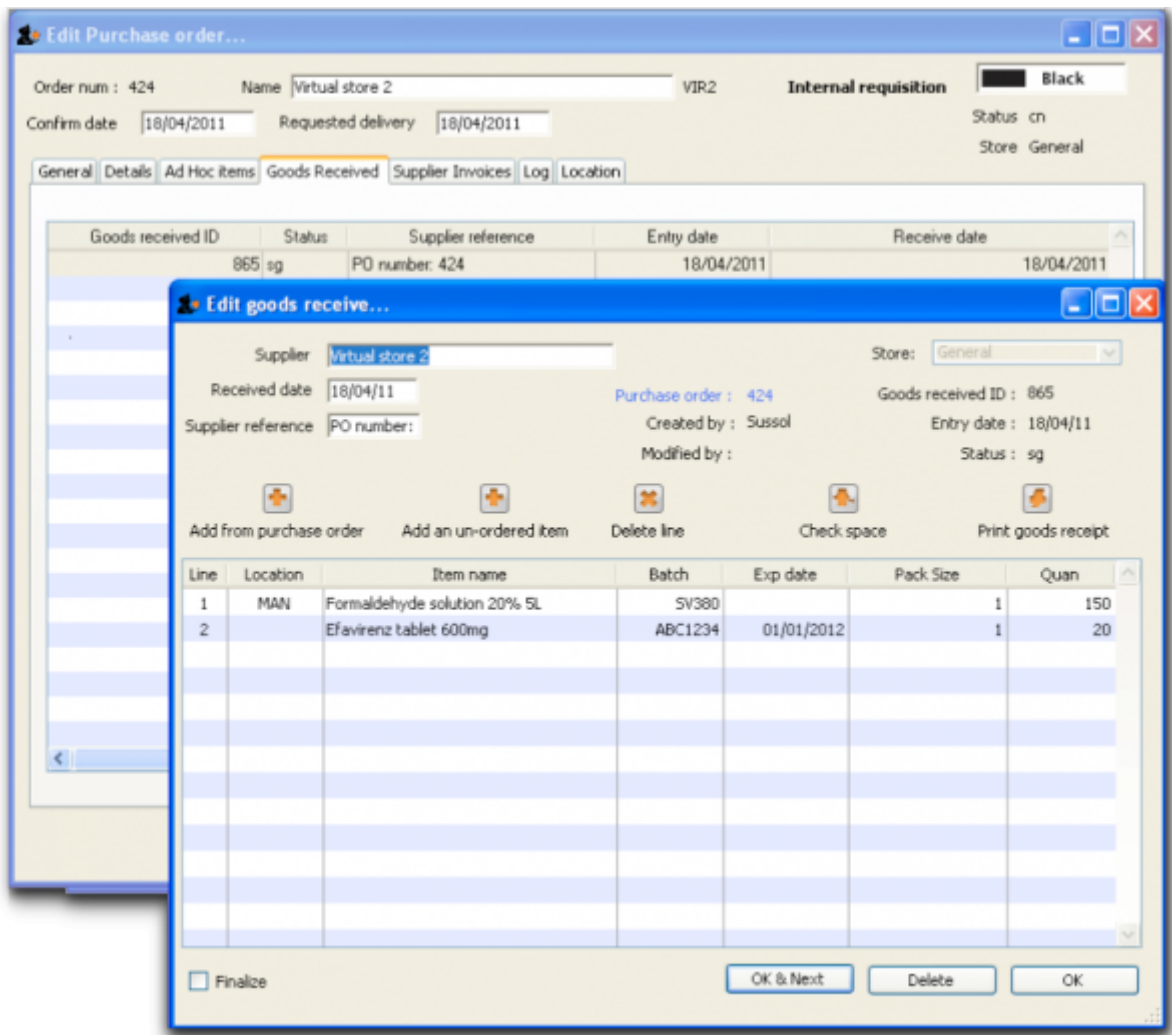 Edit Purchase order...
Order num : 424 Name Virtual store 2 VIR2 Internal requisition Black
Confirm date 18/04/2011 Requested delivery 18/04/2011 Status cn
Store General
General Details Ad Hoc items Goods Received Supplier Invoices Log Location
Goods received ID Status Supplier reference Entry date Receive date
865 sg PO number: 424 18/04/2011 18/04/2011
Edit goods receive...
Supplier Virtual store 2 Store: General
Received date 18/04/11 Purchase order : 424 Goods received ID : 865
Supplier reference PO number: Created by : Sussol Entry date : 18/04/11
Modified by : Status : sg
Add from purchase order Add an un-ordered item Delete line Check space Print goods receipt
Line Location Item name Batch Exp date Pack Size Quan
1 MAN Formaldehyde solution 20% 5L SV380 1 150
2 Efavirenz tablet 600mg ABC1234 01/01/2012 1 20
Finalize OK & Next Delete OK